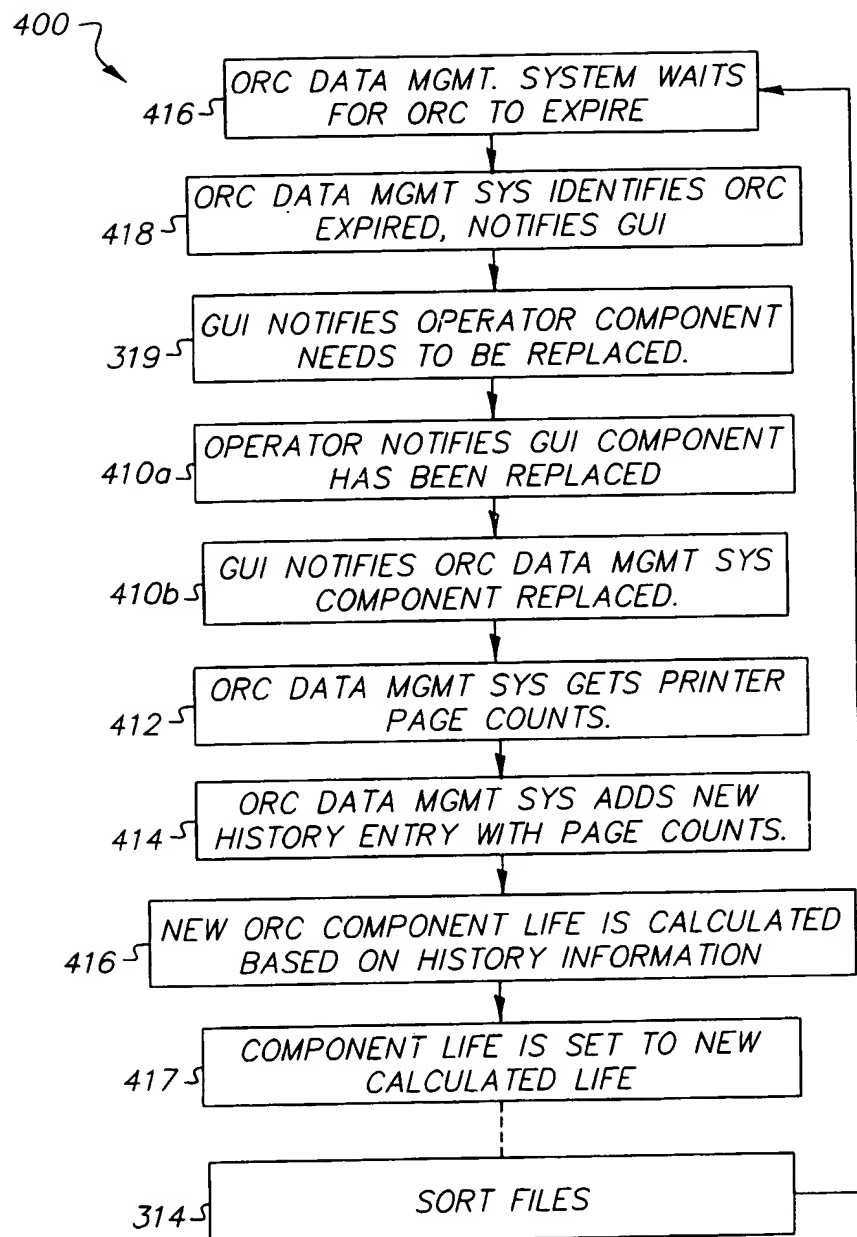 400
ORC DATA MGMT. SYSTEM WAITS
FOR ORC TO EXPIRE
416
ORC DATA MGMT SYS IDENTIFIES ORC
EXPIRED, NOTIFIES GUI
418
GUI NOTIFIES OPERATOR COMPONENT
NEEDS TO BE REPLACED.
319
OPERATOR NOTIFIES GUI COMPONENT
HAS BEEN REPLACED
410a
GUI NOTIFIES ORC DATA MGMT SYS
COMPONENT REPLACED.
410b
ORC DATA MGMT SYS GETS PRINTER
PAGE COUNTS.
412
ORC DATA MGMT SYS ADDS NEW
HISTORY ENTRY WITH PAGE COUNTS.
414
NEW ORC COMPONENT LIFE IS CALCULATED
BASED ON HISTORY INFORMATION
416
COMPONENT LIFE IS SET TO NEW
CALCULATED LIFE
417
SORT FILES
314